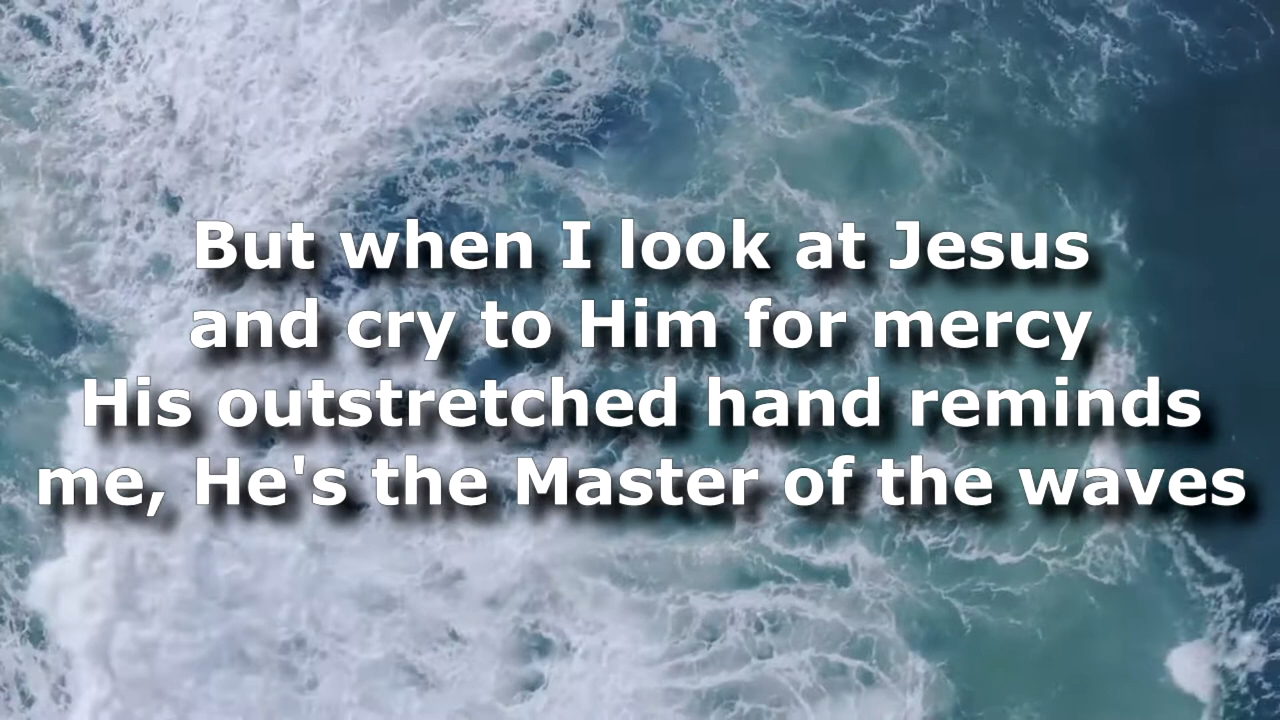 But when I look at Jesus
and cry to Him for mercy
His outstretched hand reminds
me, He's the Master of the waves